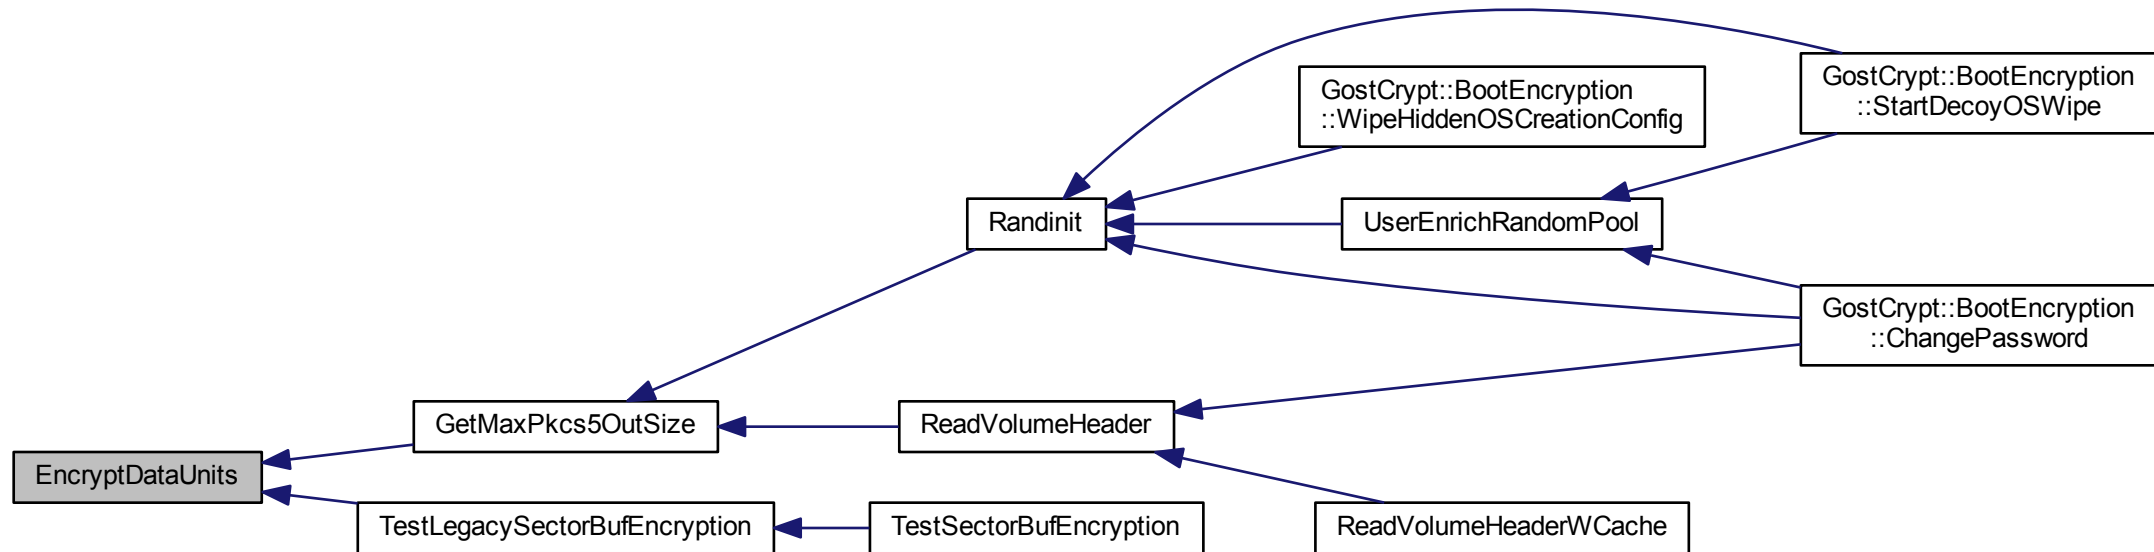 GostCrypt::BootEncryption
::StartDecoyOSWipe
GostCrypt::BootEncryption
::WipeHiddenOSCreationConfig
Randinit
UserEnrichRandomPool
GostCrypt::BootEncryption
::ChangePassword
GetMaxPkcs5OutSize
ReadVolumeHeader
EncryptDataUnits
TestLegacySectorBufEncryption
TestSectorBufEncryption
ReadVolumeHeaderWCache